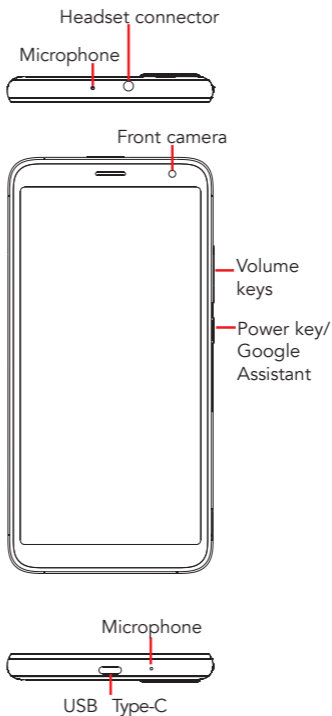 Headset connector
Microphone
Front camera
Volume
keys
Power key/
Google
Assistant
Microphone
USB Type-C